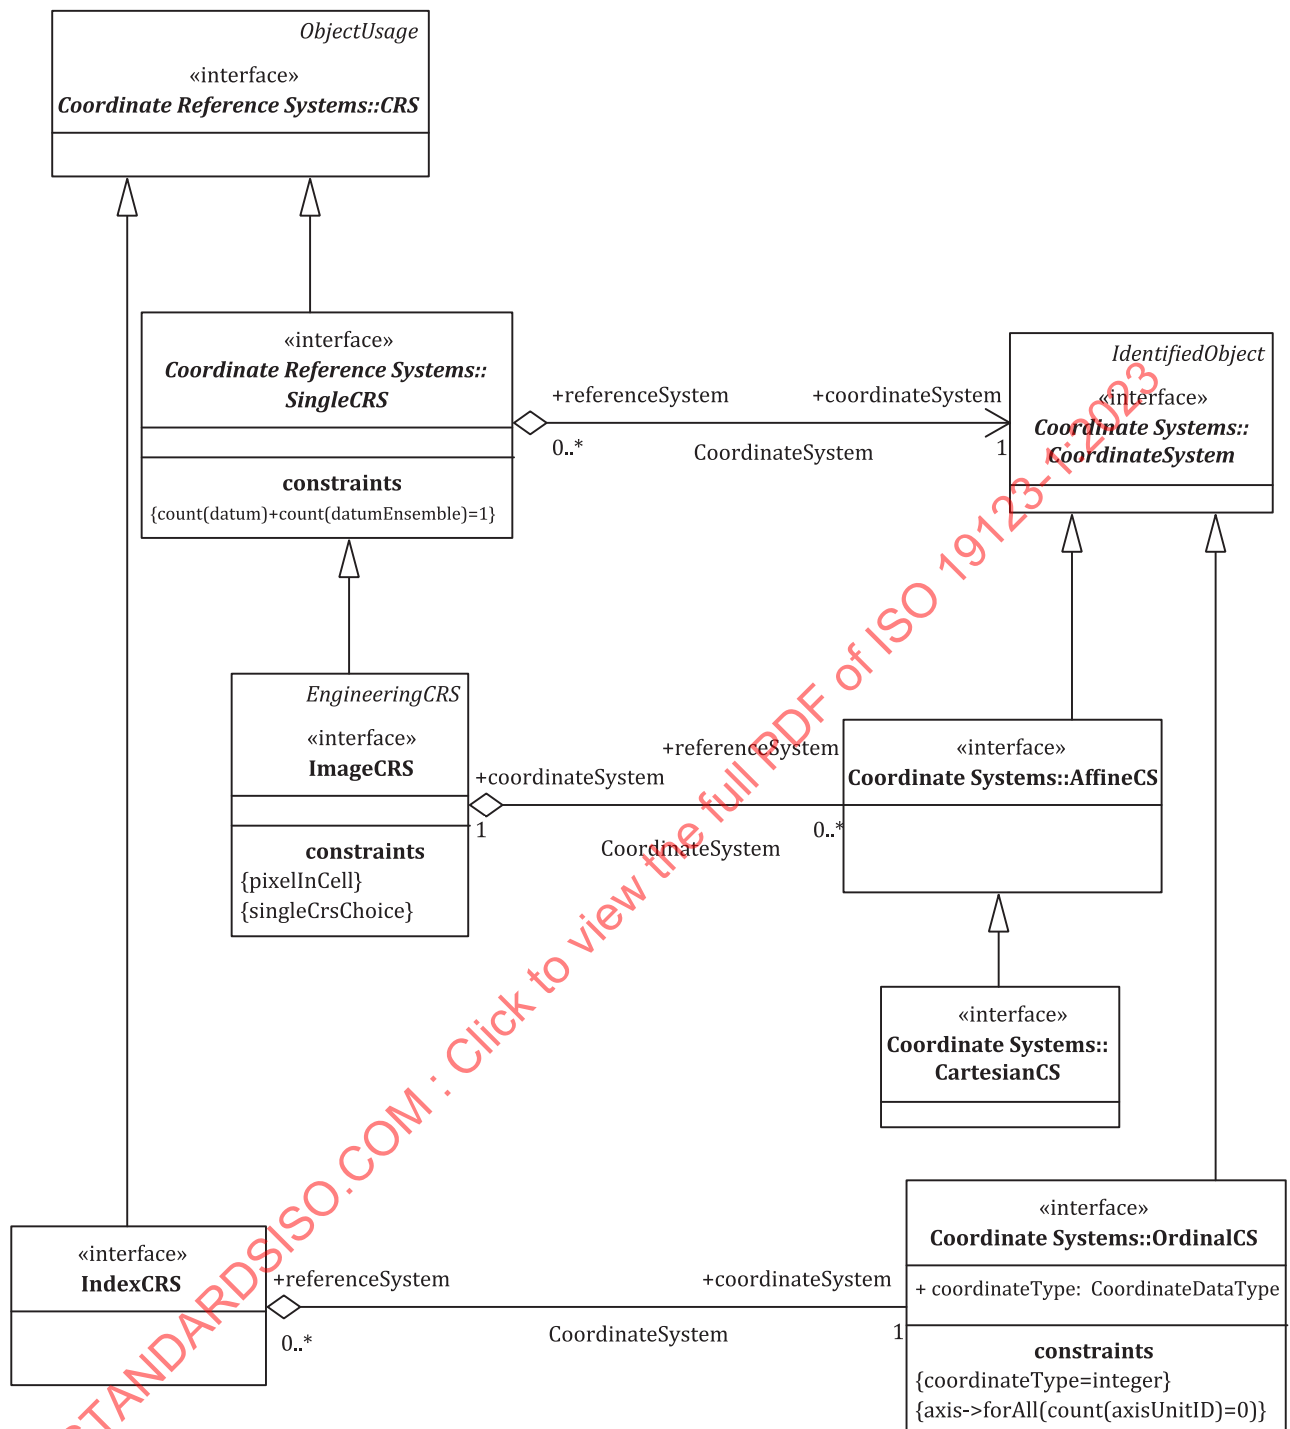 ObjectUsage
«interface»
Coordinate Reference Systems::CRS
«interface»
Coordinate Reference Systems::
SingleCRS
constraints
{count(datum)+count(datumEnsemble)=1}
+referenceSystem
0..*
+coordinateSystem
1
CoordinateSystem
IdentifiedObject
«interface»
Coordinate Systems::
CoordinateSystem
EngineeringCRS
«interface»
ImageCRS
constraints
{pixelInCell}
{singleCrsChoice}
+coordinateSystem
1
+referenceSystem
0..*
CoordinateSystem
«interface»
Coordinate Systems::AffineCS
«interface»
Coordinate Systems::
CartesianCS
«interface»
IndexCRS
+referenceSystem
0..*
+coordinateSystem
1
CoordinateSystem
«interface»
Coordinate Systems::OrdinalCS
+ coordinateType: CoordinateDataType
constraints
{coordinateType=integer}
{axis->forAll(count(axisUnitID)=0)}
STANDARDSISO.COM : Click to view the full PDF of ISO 19123-1:2023